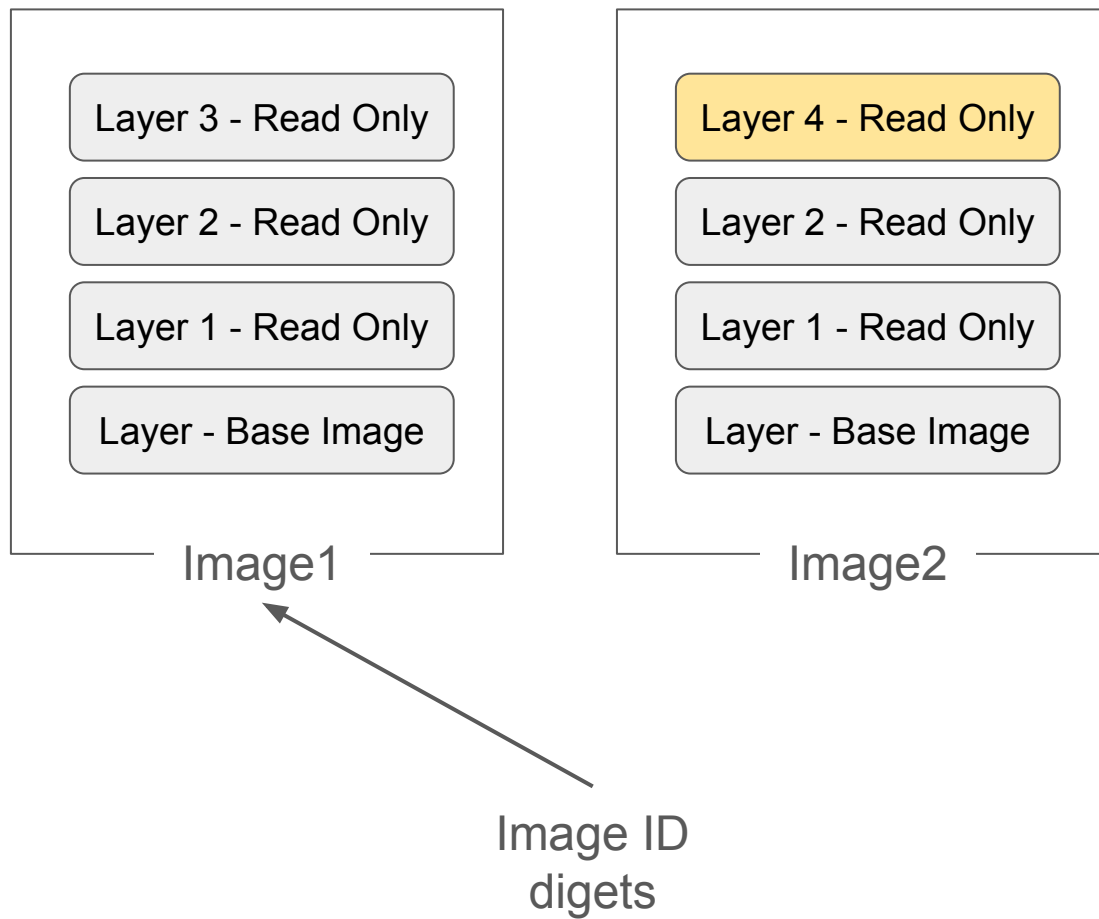 Layer 3 - Read Only
Layer 2 - Read Only
Layer 1 - Read Only
Layer - Base Image
Image1
Layer 4 - Read Only
Layer 2 - Read Only
Layer 1 - Read Only
Layer - Base Image
Image2
Image ID
digets